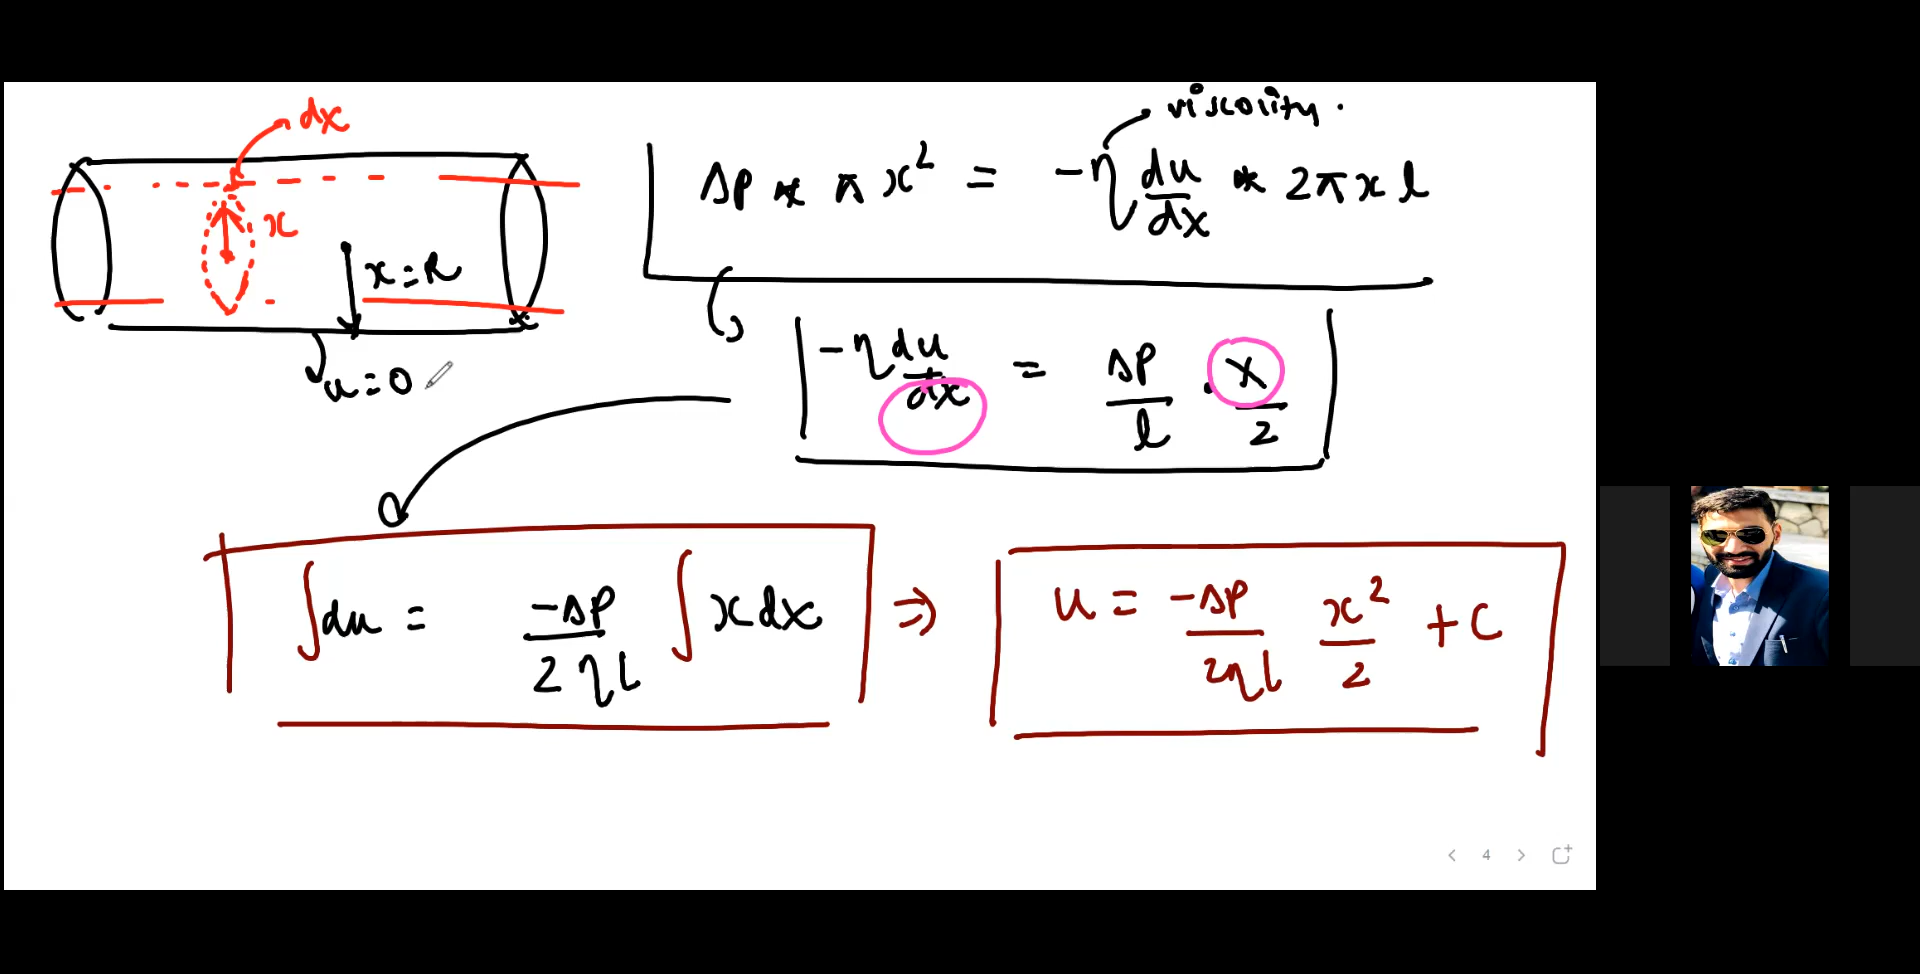 dx
viscosity.
ΔP * π x² = -η du/dx * 2π x l
x
x = R
u = 0
-η du/dx = ΔP/l . x/2
∫du = -ΔP/2ηl ∫x dx ⇒ u = -ΔP/2ηl x²/2 + C
< 4 >